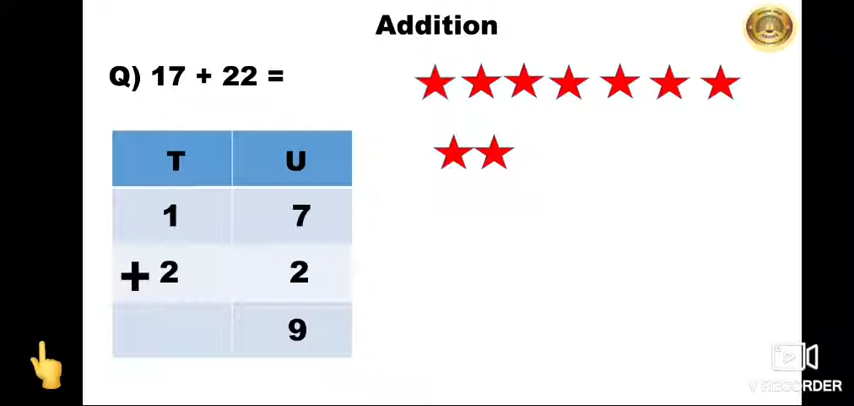 Addition
Q) 17 + 22 =
T U
1 7
+ 2 2
9
V RECORDER